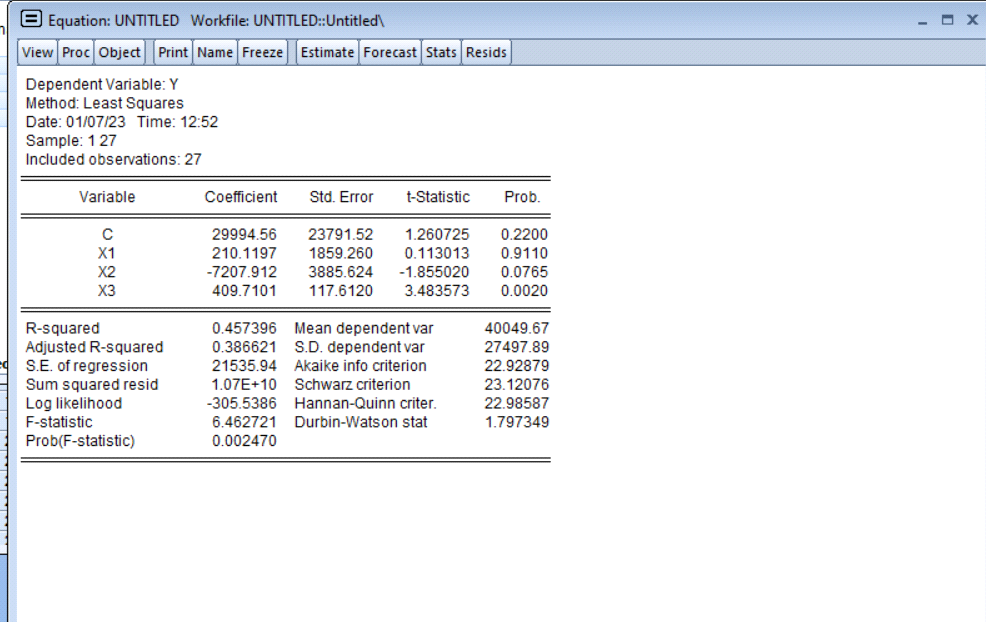 Equation: UNTITLED Workfile: UNTITLED::Untitled\
View Proc Object Print Name Freeze Estimate Forecast Stats Resids
Dependent Variable: Y
Method: Least Squares
Date: 01/07/23 Time: 12:52
Sample: 1 27
Included observations: 27
Variable Coefficient Std. Error t-Statistic Prob.
C 29994.56 23791.52 1.260725 0.2200
X1 210.1197 1859.260 0.113013 0.9110
X2 -7207.912 3885.624 -1.855020 0.0765
X3 409.7101 117.6120 3.483573 0.0020
R-squared 0.457396 Mean dependent var 40049.67
Adjusted R-squared 0.386621 S.D. dependent var 27497.89
S.E. of regression 21535.94 Akaike info criterion 22.92879
Sum squared resid 1.07E+10 Schwarz criterion 23.12076
Log likelihood -305.5386 Hannan-Quinn criter. 22.98587
F-statistic 6.462721 Durbin-Watson stat 1.797349
Prob(F-statistic) 0.002470